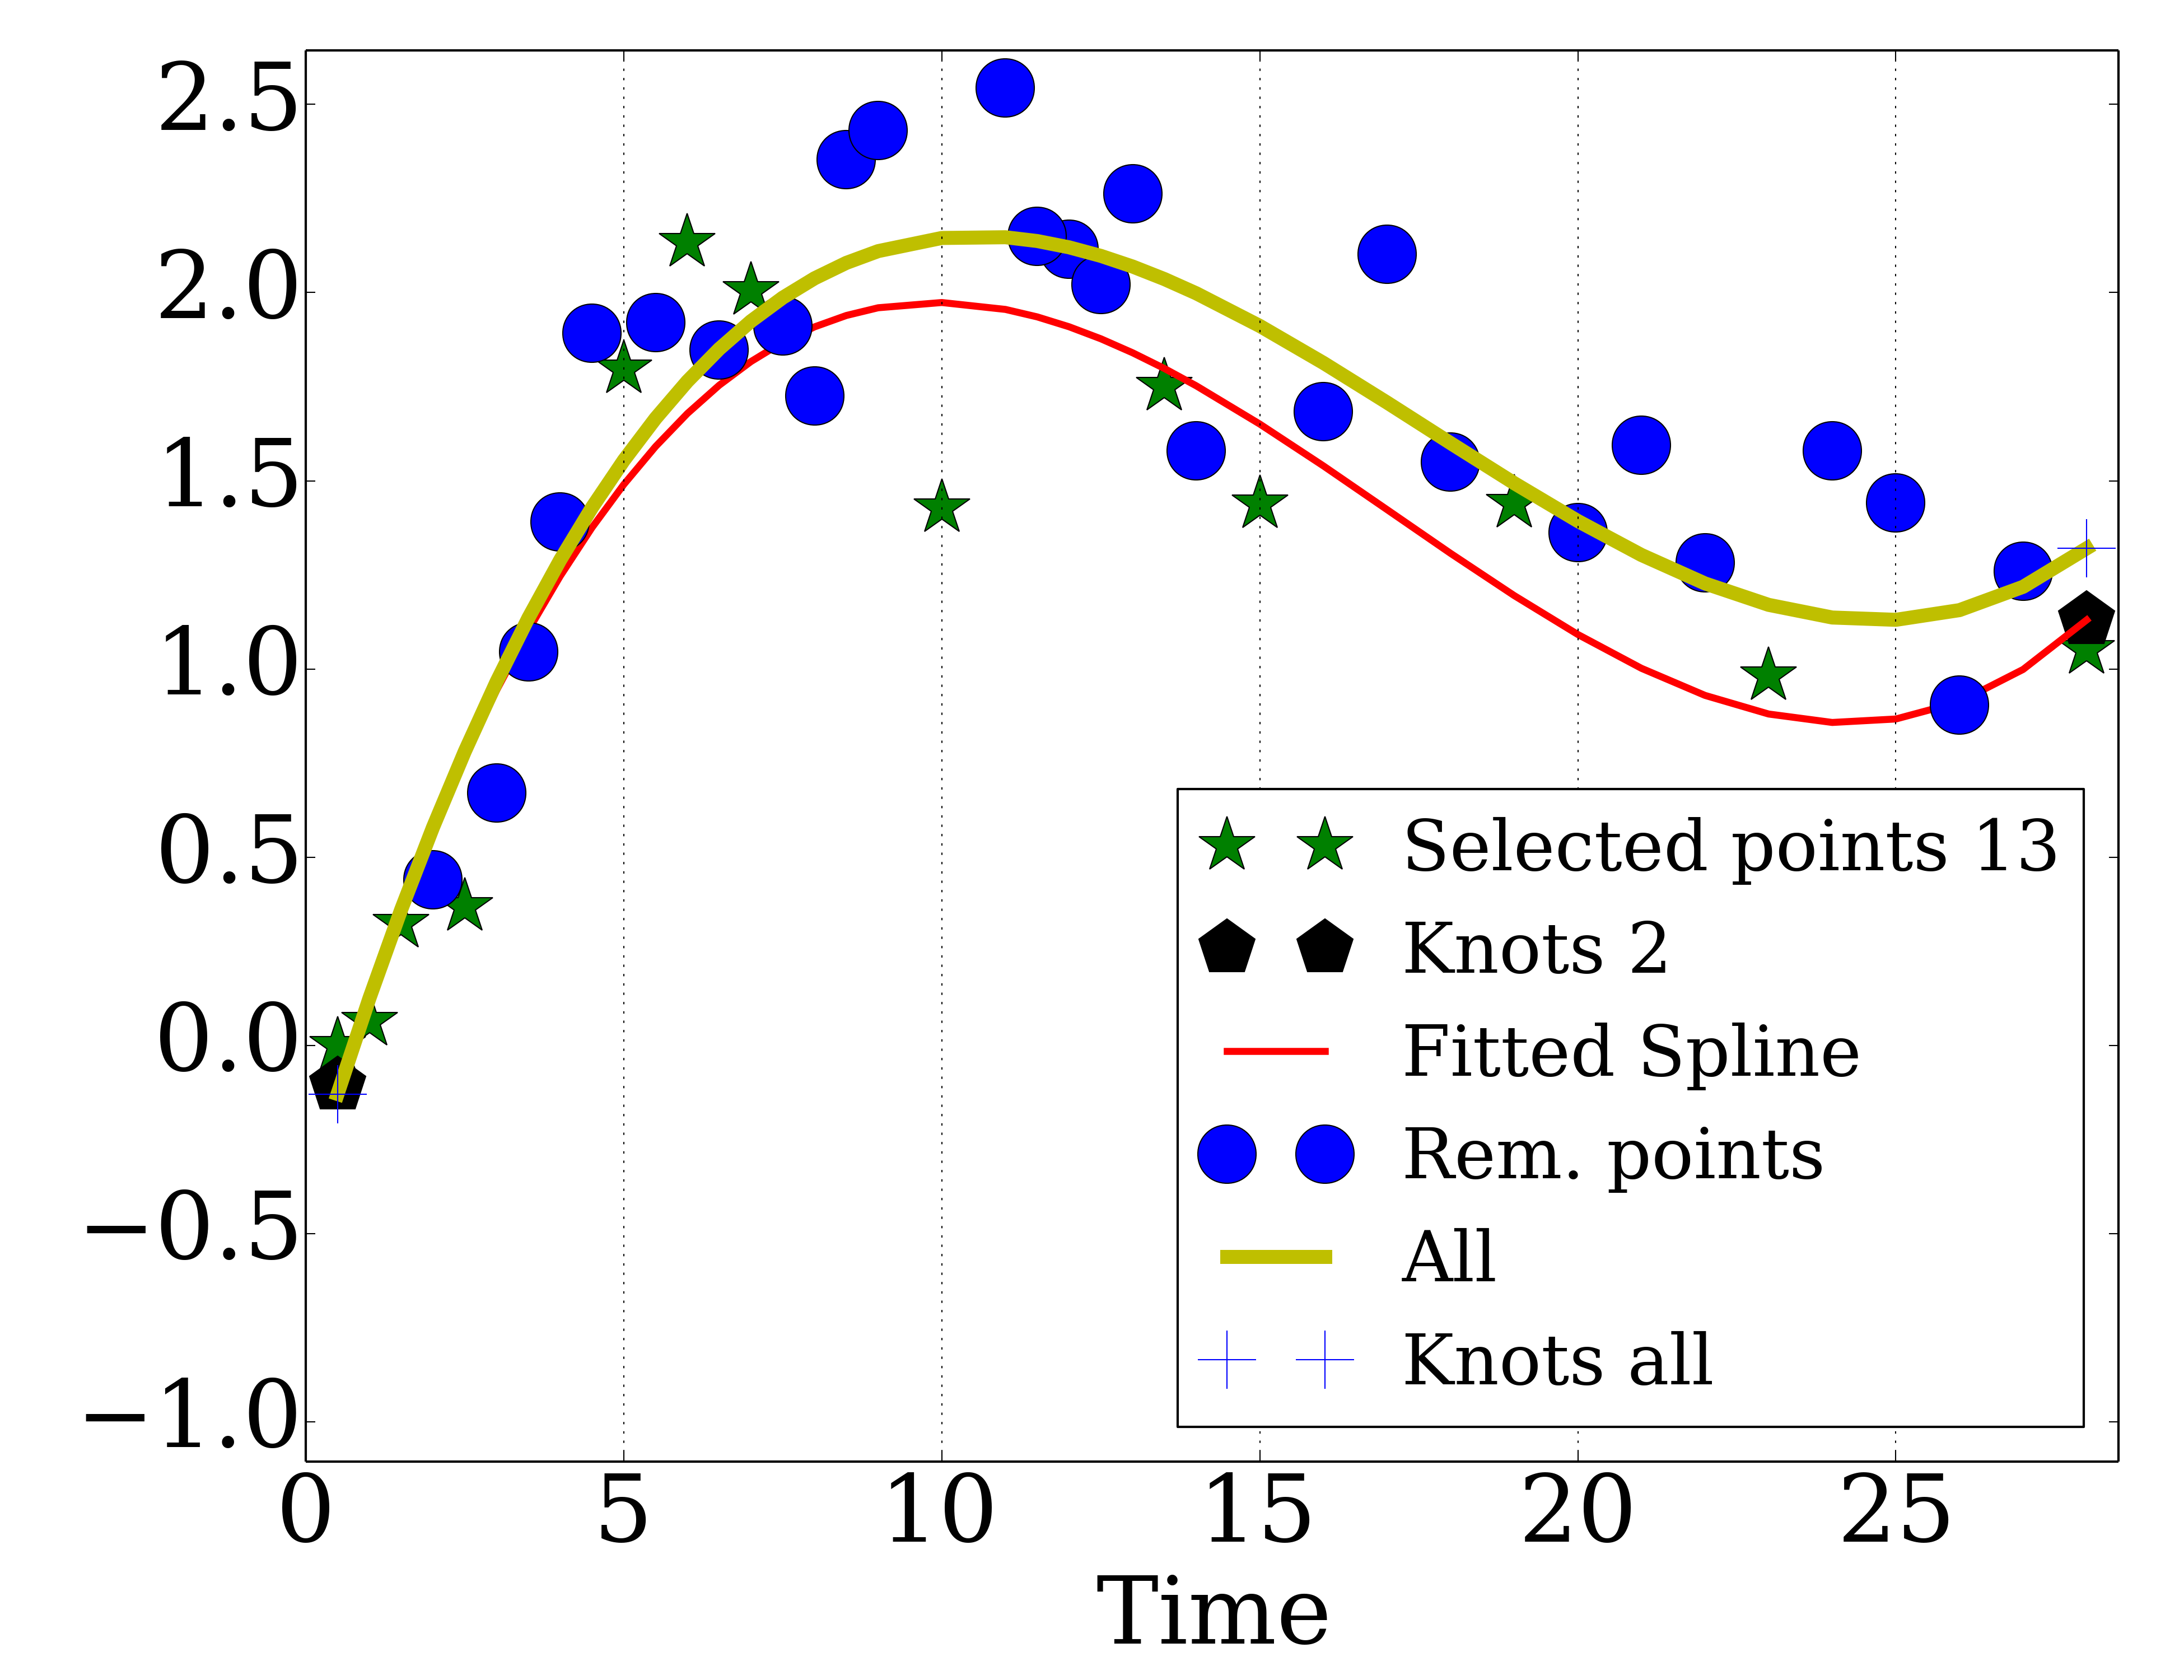 2.5
2.0
1.5
1.0
0.5
0.0
−0.5
−1.0
0 5 10 15 20 25
Time
Selected points 13
Knots 2
Fitted Spline
Rem. points
All
Knots all